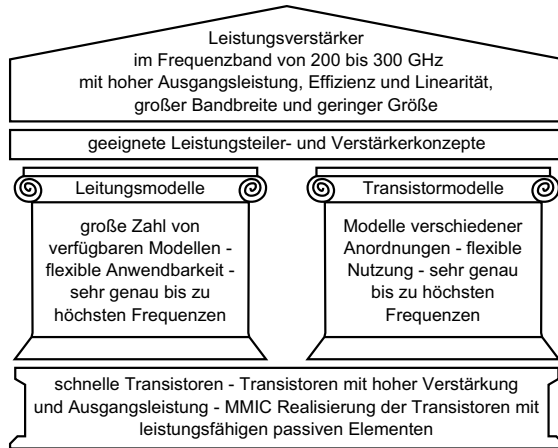 Leistungsverstärker
im Frequenzband von 200 bis 300 GHz
mit hoher Ausgangsleistung, Effizienz und Linearität,
großer Bandbreite und geringer Größe
geeignete Leistungsteiler- und Verstärkerkonzepte
Leitungsmodelle
große Zahl von
verfügbaren Modellen -
flexible Anwendbarkeit -
sehr genau bis zu
höchsten Frequenzen
Transistormodelle
Modelle verschiedener
Anordnungen - flexible
Nutzung - sehr genau
bis zu höchsten
Frequenzen
schnelle Transistoren - Transistoren mit hoher Verstärkung
und Ausgangsleistung - MMIC Realisierung der Transistoren mit
leistungsfähigen passiven Elementen